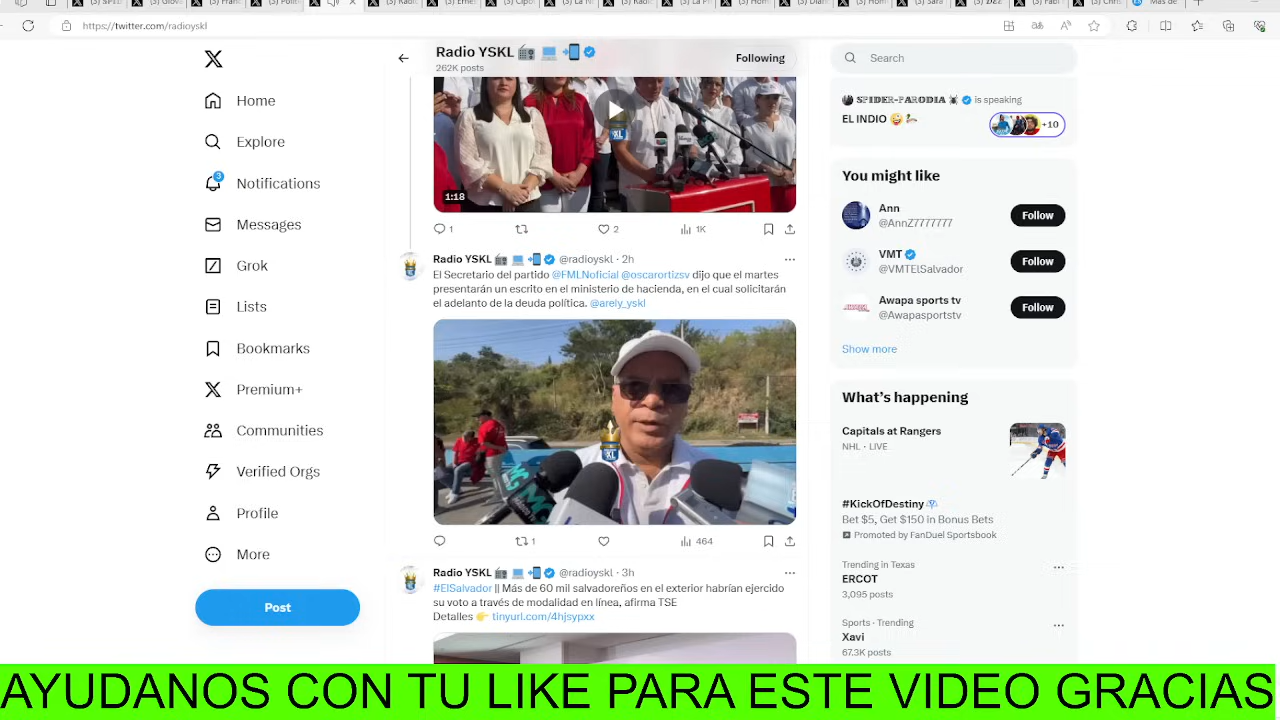 https://twitter.com/radioyskl
Radio YSKL
262K posts
Following
Search
Home
Explore
3
Notifications
Messages
Grok
Lists
Bookmarks
Premium+
Communities
Verified Orgs
Profile
More
Post
XL
1:18
1
2
1K
Radio YSKL @radioyskl · 2h
El Secretario del partido @FMLNoficial @oscarortizsv dijo que el martes
presentarán un escrito en el ministerio de hacienda, en el cual solicitarán
el adelanto de la deuda política. @arely_yskl
XL
1
464
Radio YSKL @radioyskl · 3h
#ElSalvador || Más de 60 mil salvadoreños en el exterior habrían ejercido
su voto a través de modalidad en línea, afirma TSE
Detalles 👉 tinyurl.com/4hjsypxx
SPIDER-PARODIA is speaking
EL INDIO
+10
You might like
Ann
@AnnZ7777777
Follow
VMT
@VMTElSalvador
Follow
Awapa sports tv
@Awapasportstv
Follow
Show more
What's happening
Capitals at Rangers
NHL · LIVE
#KickOfDestiny
Bet $5, Get $150 in Bonus Bets
Promoted by FanDuel Sportsbook
Trending in Texas
ERCOT
3,095 posts
Sports · Trending
Xavi
67.3K posts
AYUDANOS CON TU LIKE PARA ESTE VIDEO GRACIAS